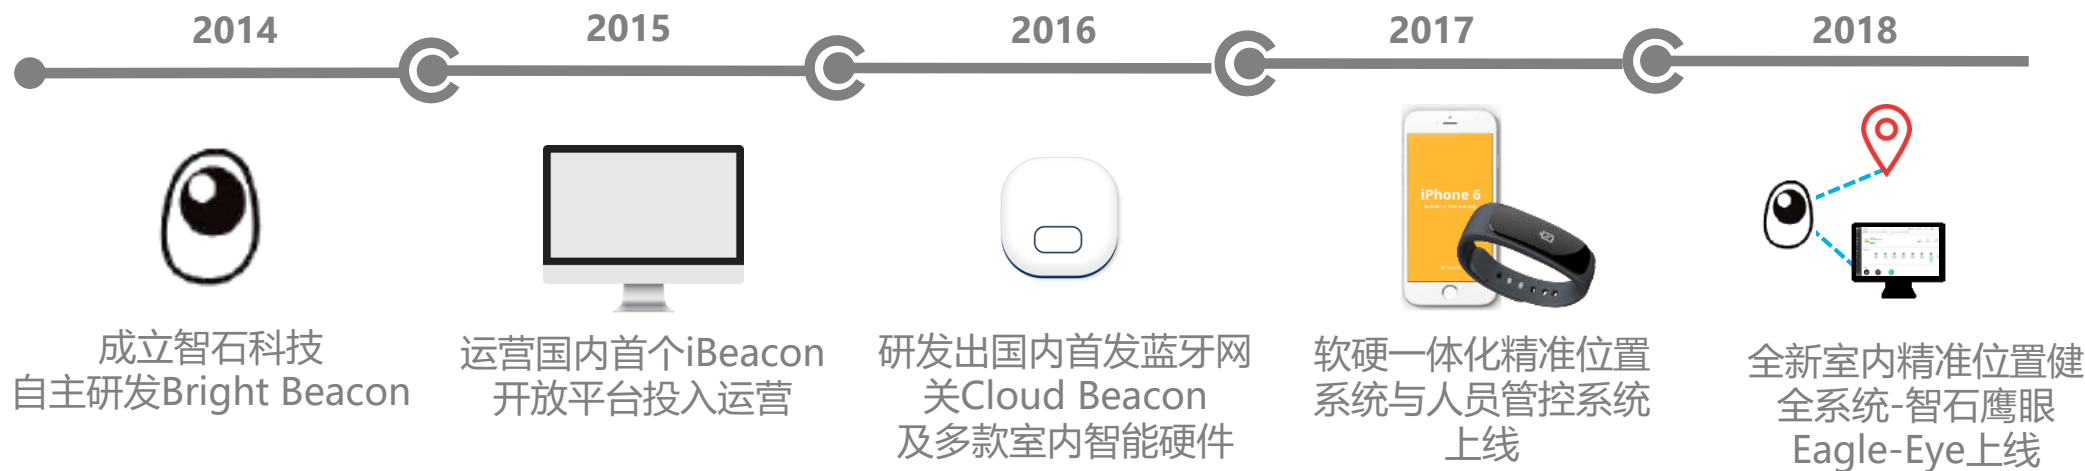 2014
2015
2016
2017
2018
iPhone 6
成立智石科技
自主研发Bright Beacon
运营国内首个iBeacon
开放平台投入运营
研发出国内首发蓝牙网
关Cloud Beacon
及多款室内智能硬件
软硬一体化精准位置
系统与人员管控系统
上线
全新室内精准位置健
全系统-智石鹰眼
Eagle-Eye上线